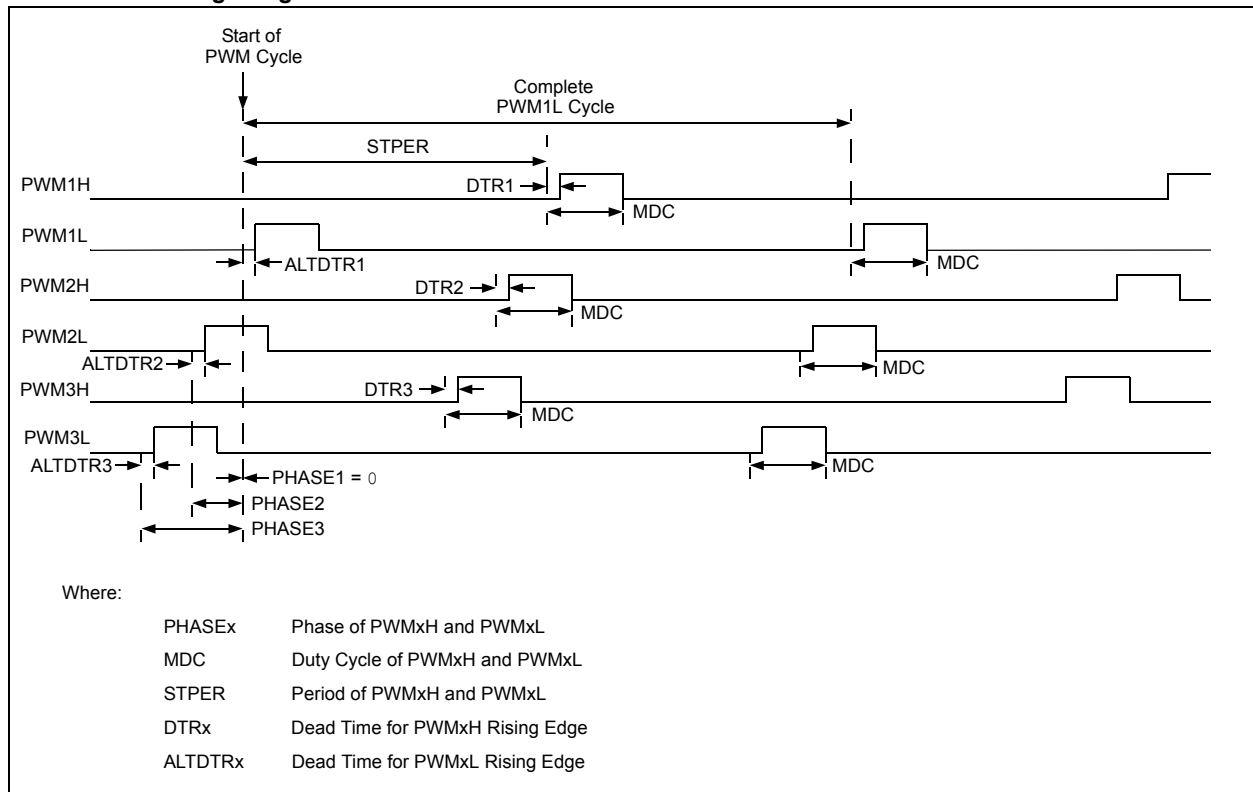 Start of
PWM Cycle
Complete
PWM1L Cycle
STPER
PWM1H
DTR1
MDC
PWM1L
ALTDTR1
MDC
PWM2H
DTR2
MDC
PWM2L
ALTDTR2
MDC
PWM3H
DTR3
MDC
PWM3L
ALTDTR3
MDC
PHASE1 = 0
PHASE2
PHASE3
Where:
PHASEx Phase of PWMxH and PWMxL
MDC Duty Cycle of PWMxH and PWMxL
STPER Period of PWMxH and PWMxL
DTRx Dead Time for PWMxH Rising Edge
ALTDTRx Dead Time for PWMxL Rising Edge